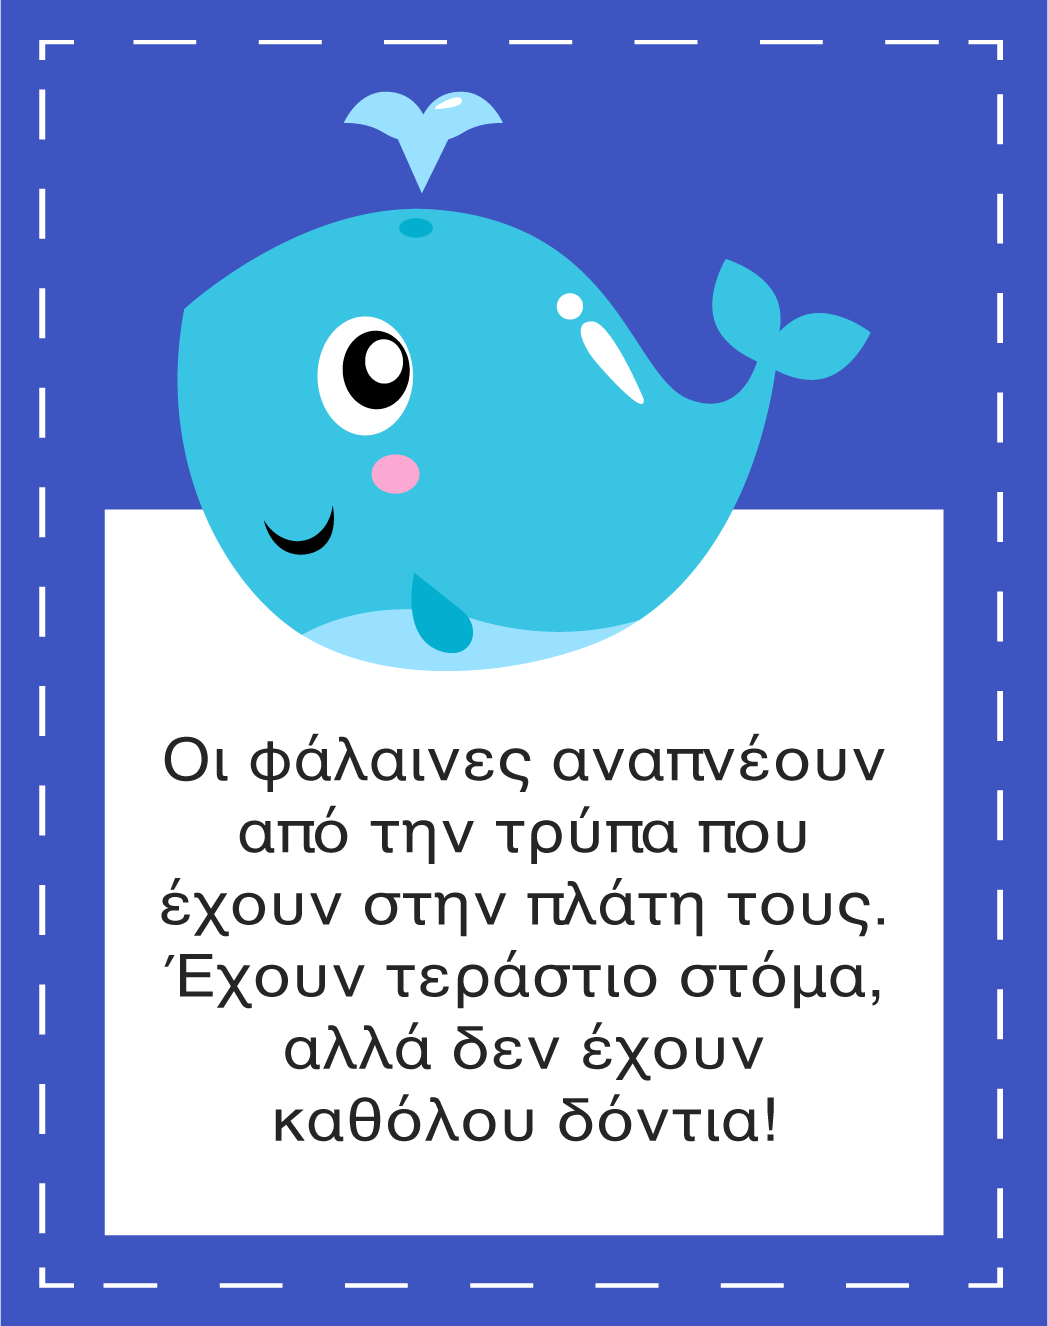 Οι φάλαινες αναπνέουν
από την τρύπα που
έχουν στην πλάτη τους.
Έχουν τεράστιο στόμα,
αλλά δεν έχουν
καθόλου δόντια!